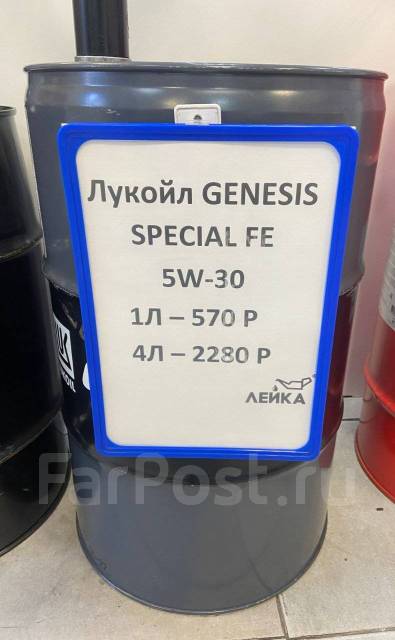 Лукойл GENESIS
SPECIAL FE
5W-30
1Л – 570 Р
4Л – 2280 Р
ЛЕЙКА
FarPost.ru